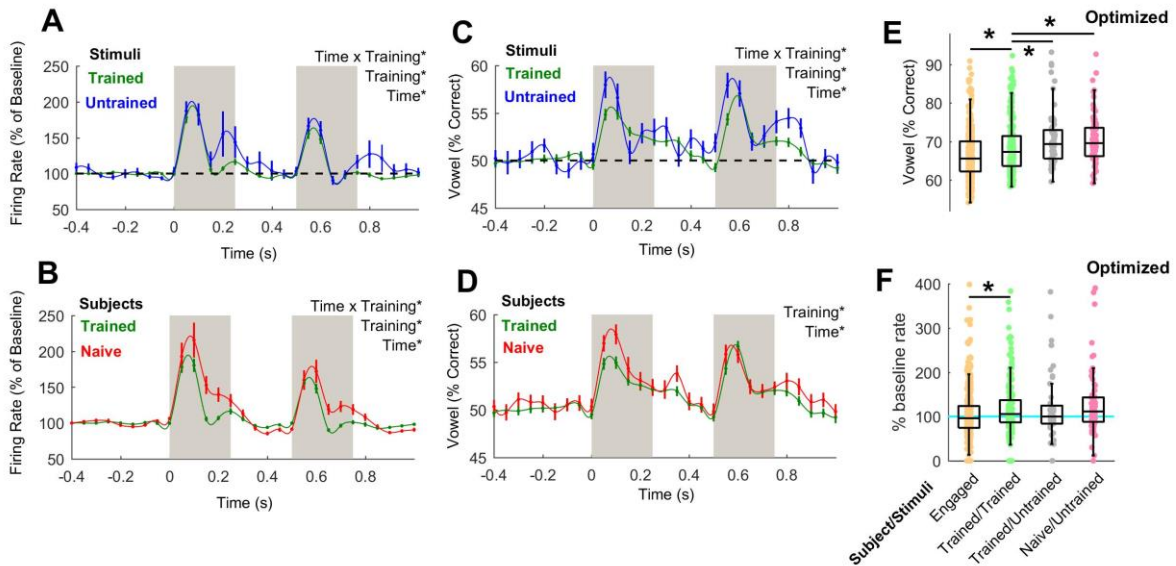 A
Firing Rate (% of Baseline)
250
200
150
100
50
Stimuli
Trained
Untrained
Time x Training*
Training*
Time*
-0.4 -0.2 0 0.2 0.4 0.6 0.8
Time (s)
B
Firing Rate (% of Baseline)
250
200
150
100
50
Subjects
Trained
Naive
Time x Training*
Training*
Time*
-0.4 -0.2 0 0.2 0.4 0.6 0.8
Time (s)
C
Vowel (% Correct)
60
55
50
45
Stimuli
Trained
Untrained
Time x Training*
Training*
Time*
-0.4 -0.2 0 0.2 0.4 0.6 0.8
Time (s)
D
Vowel (% Correct)
60
55
50
45
Subjects
Trained
Naive
Training*
Time*
-0.4 -0.2 0 0.2 0.4 0.6 0.8
Time (s)
E
Optimized
Vowel (% Correct)
90
80
70
60
*
*
*
F
Optimized
% baseline rate
400
300
200
100
0
*
Subject/Stimuli
Engaged
Trained/Trained
Trained/Untrained
Naive/Untrained